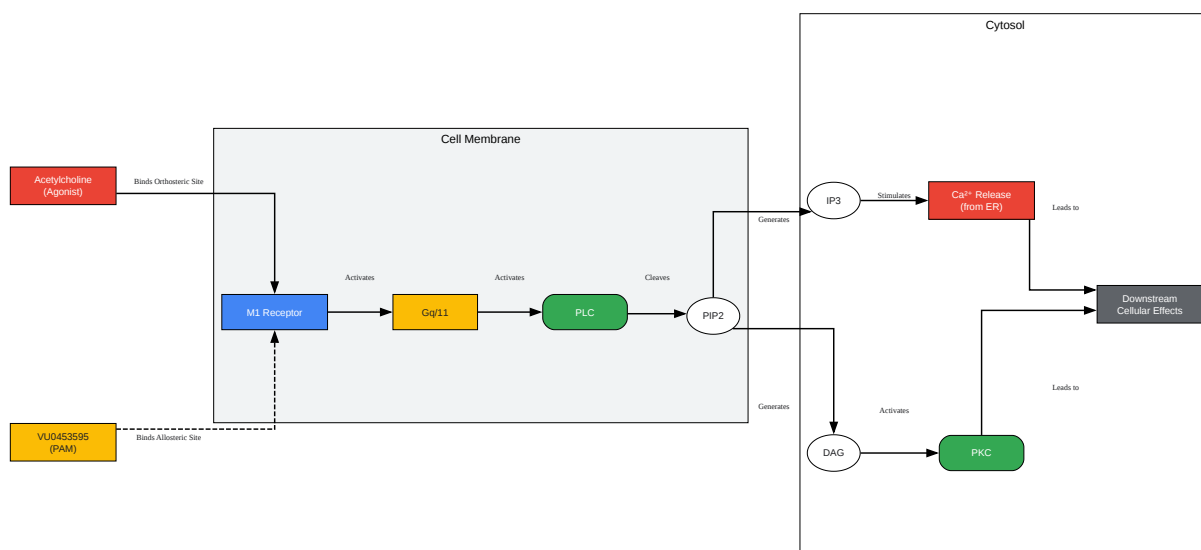 Cytosol
Cell Membrane
Acetylcholine
(Agonist)
Binds Orthosteric Site
IP3
Stimulates
Ca²⁺ Release
(from ER)
Leads to
Generates
Activates
Activates
Cleaves
M1 Receptor
Gq/11
PLC
PIP2
Downstream
Cellular Effects
VU0453595
(PAM)
Binds Allosteric Site
Generates
Activates
Leads to
DAG
PKC